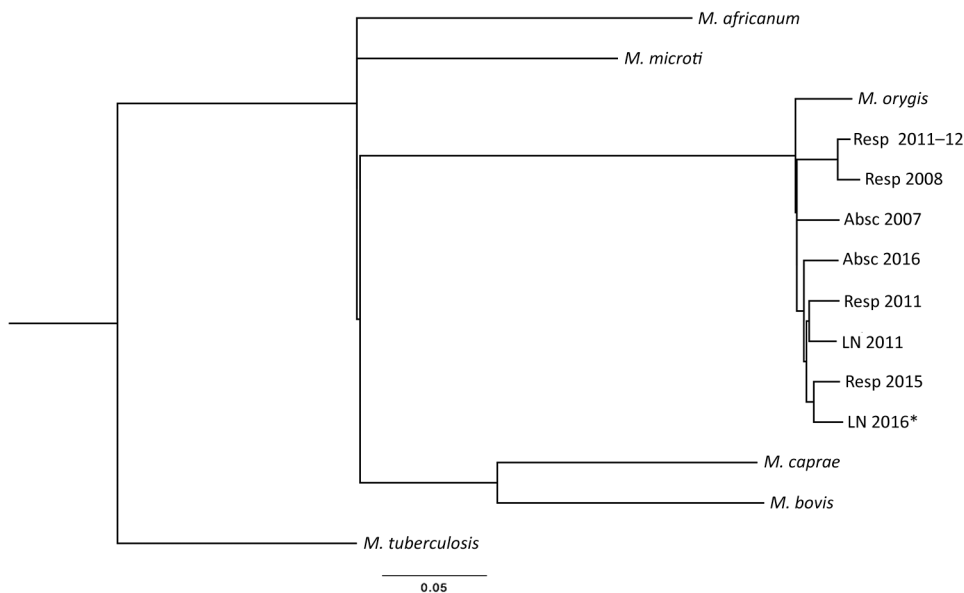 M. africanum
M. microti
M. orygis
Resp 2011–12
Resp 2008
Absc 2007
Absc 2016
Resp 2011
LN 2011
Resp 2015
LN 2016*
M. caprae
M. bovis
M. tuberculosis
0.05